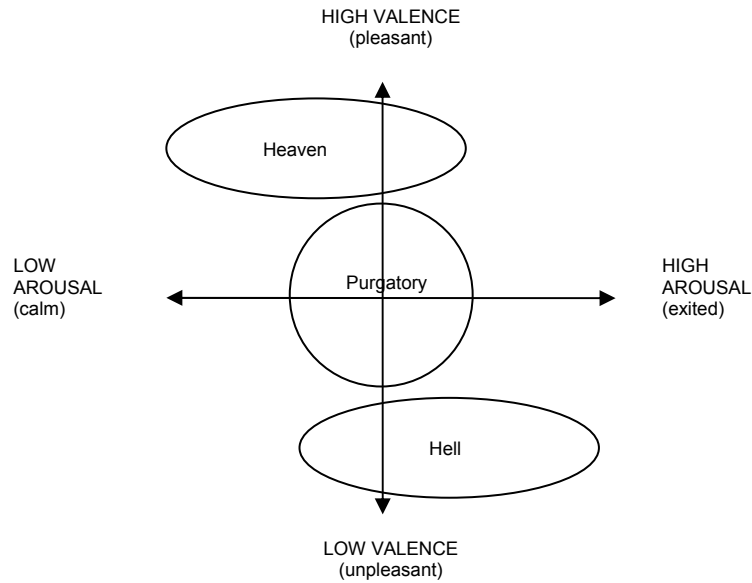 HIGH VALENCE
(pleasant)
Heaven
LOW
AROUSAL
(calm)
Purgatory
HIGH
AROUSAL
(exited)
Hell
LOW VALENCE
(unpleasant)